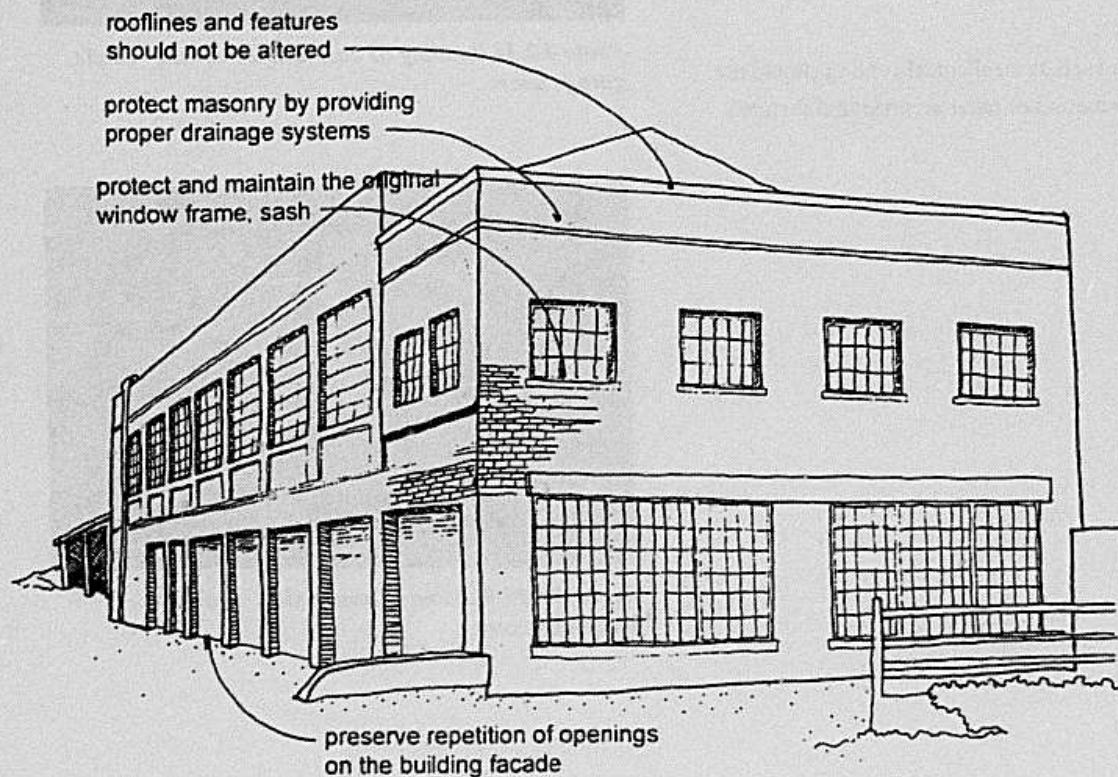 rooflines and features
should not be altered
protect masonry by providing
proper drainage systems
protect and maintain the original
window frame, sash
preserve repetition of openings
on the building facade